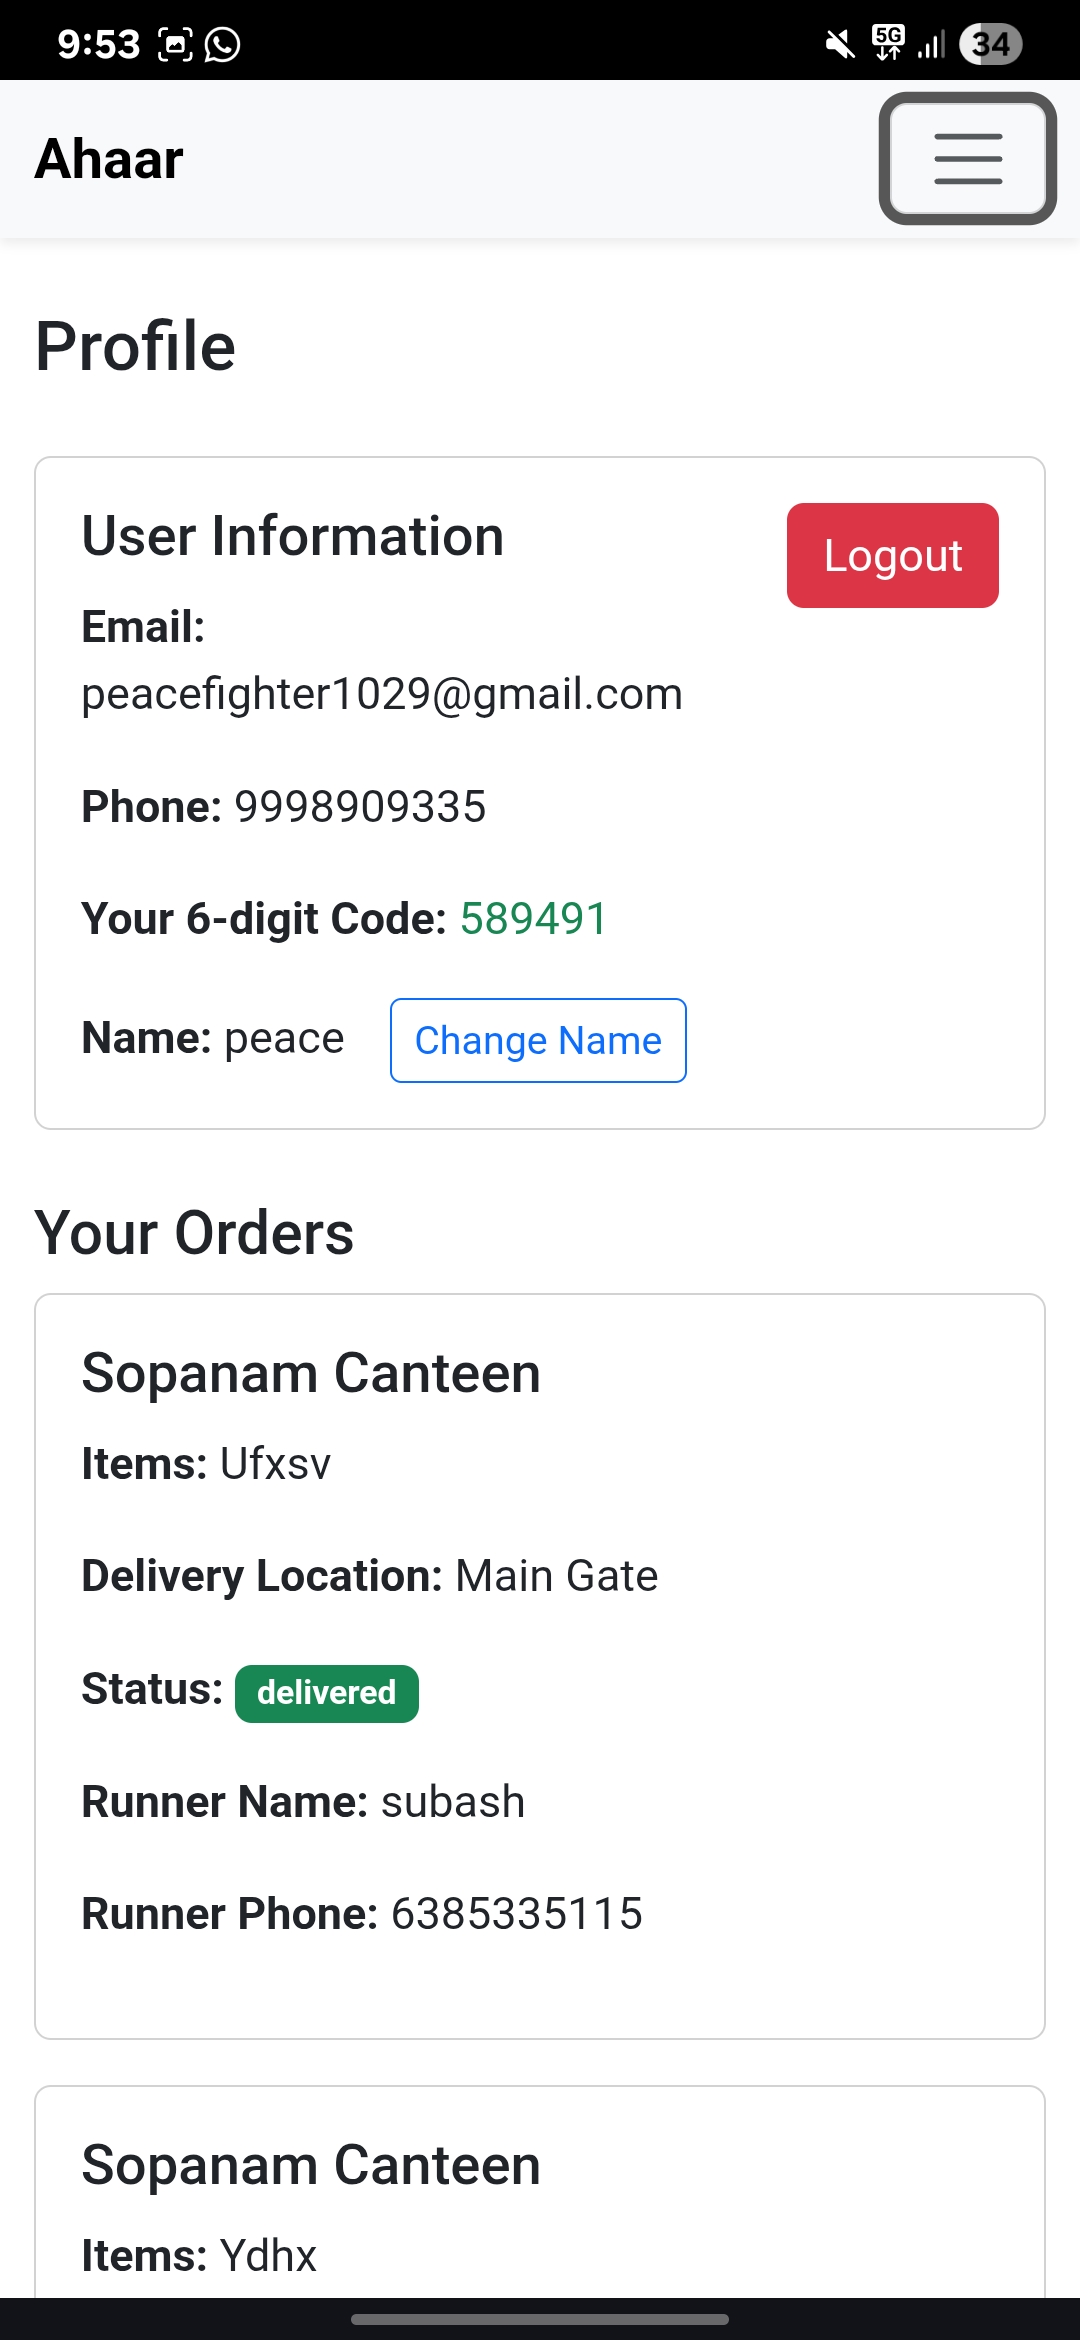 9:53
5G
34
Ahaar
Profile
User Information
Logout
Email:
peacefighter1029@gmail.com
Phone: 9998909335
Your 6-digit Code: 589491
Name: peace
Change Name
Your Orders
Sopanam Canteen
Items: Ufxsv
Delivery Location: Main Gate
Status: delivered
Runner Name: subash
Runner Phone: 6385335115
Sopanam Canteen
Items: Ydhx